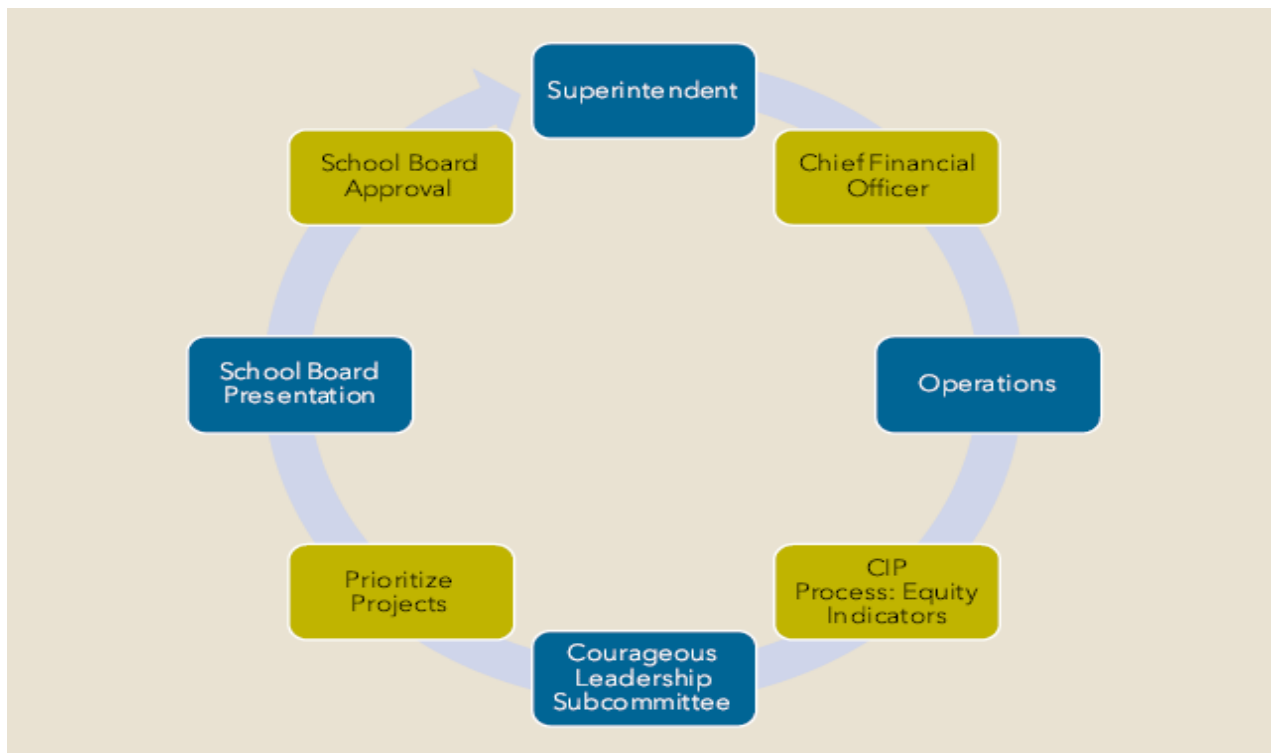 Superintendent
Chief Financial
Officer
Operations
CIP
Process: Equity
Indicators
Courageous
Leadership
Subcommittee
Prioritize
Projects
School Board
Presentation
School Board
Approval